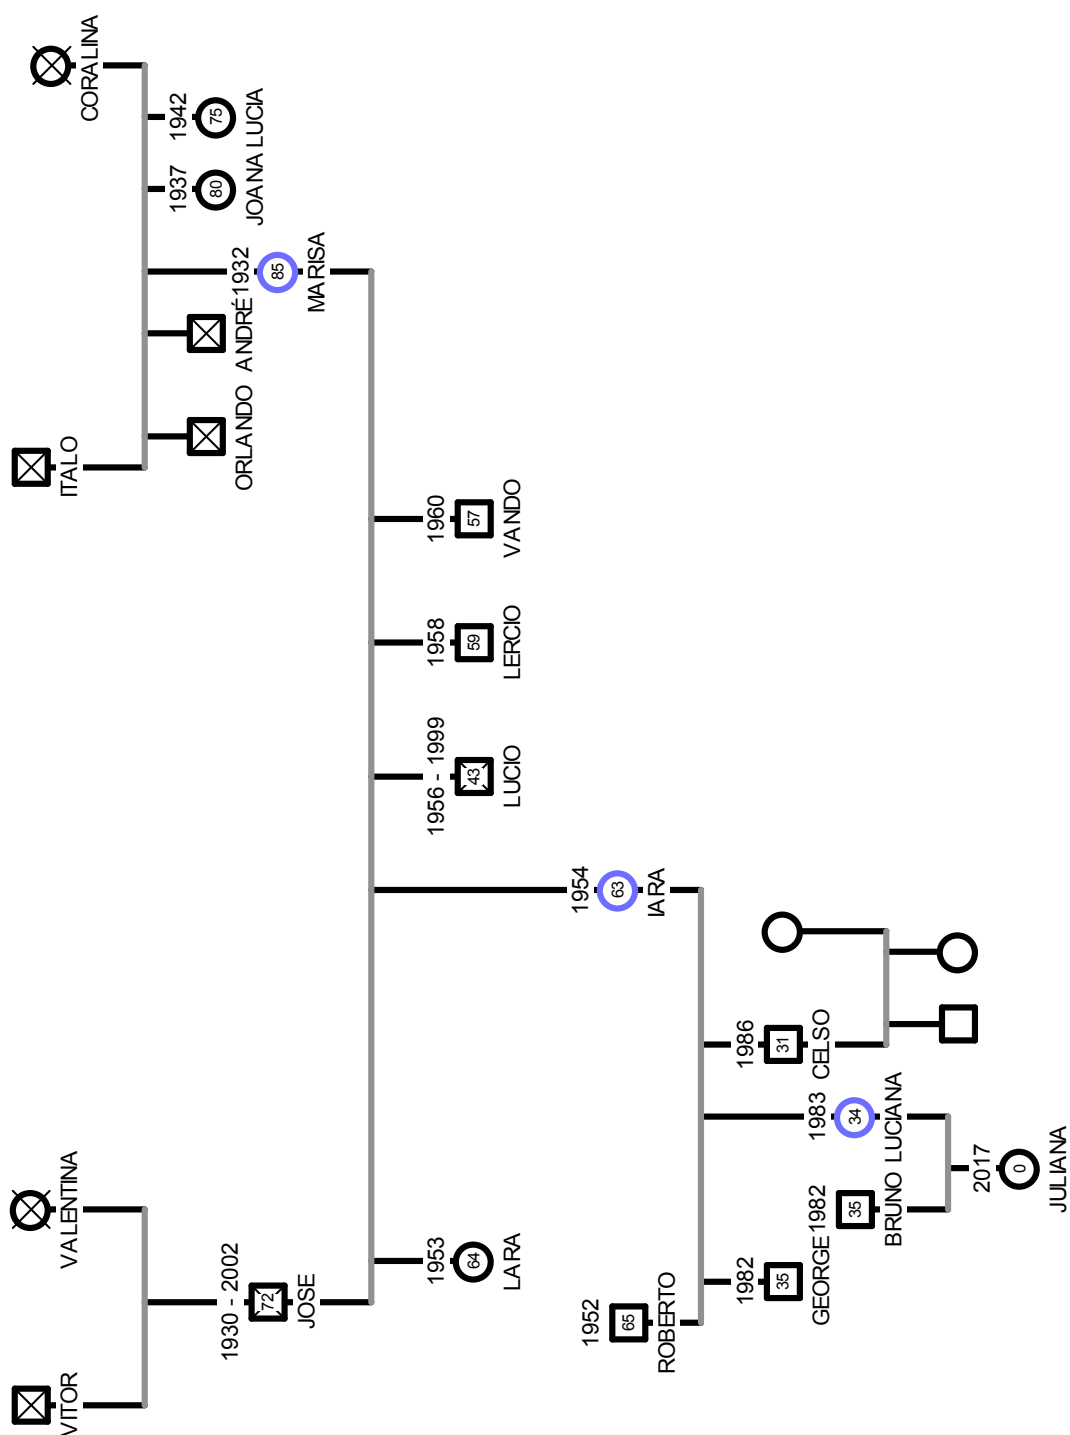 VITOR
VALENTINA
ITALO
CORALINA
1930 - 2002
72
JOSE
ORLANDO
ANDRÉ
1932
85
MARISA
1937
80
JOANA
1942
75
LUCIA
1953
64
LARA
1954
63
IARA
1956 - 1999
43
LUCIO
1958
59
LERCIO
1960
57
VANDO
1952
65
ROBERTO
1982
35
GEORGE
1982
35
BRUNO
1983
34
LUCIANA
1986
31
CELSO
2017
0
JULIANA